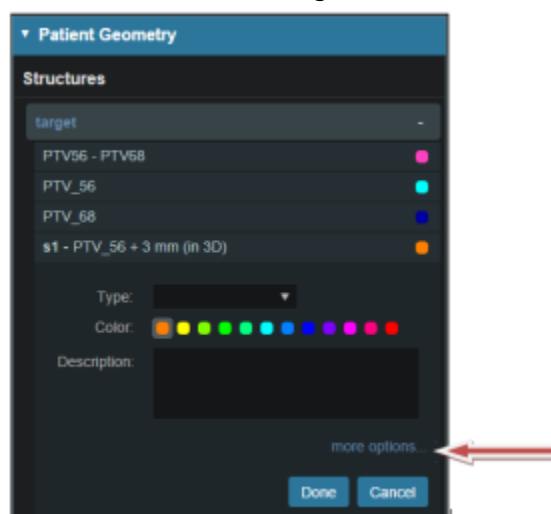 Patient Geometry
Structures
target -
PTV56 - PTV68
PTV_56
PTV_68
s1 - PTV_56 + 3 mm (in 3D)
Type:
Color:
Description:
more options...
Done Cancel